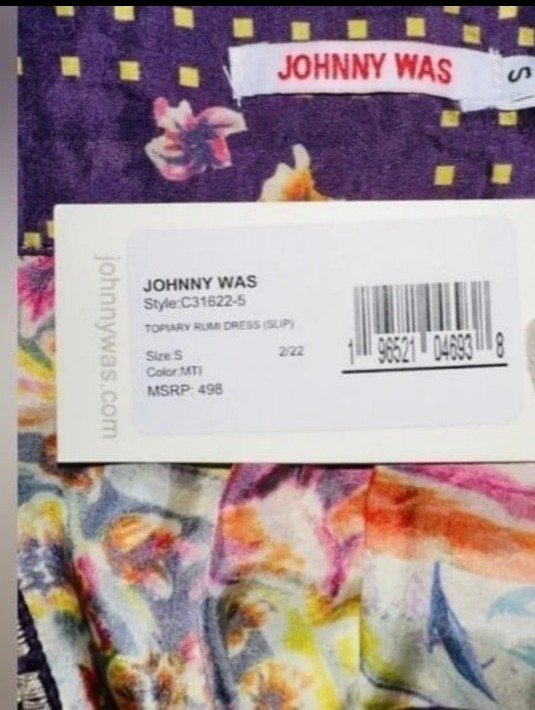 JOHNNY WAS
S
johnnywas.com
JOHNNY WAS
Style:C31622-5
TOPIARY RUMI DRESS (SLIP)
Size:S 2/22
Color:MTI
MSRP: 498
1 96521 04693 8